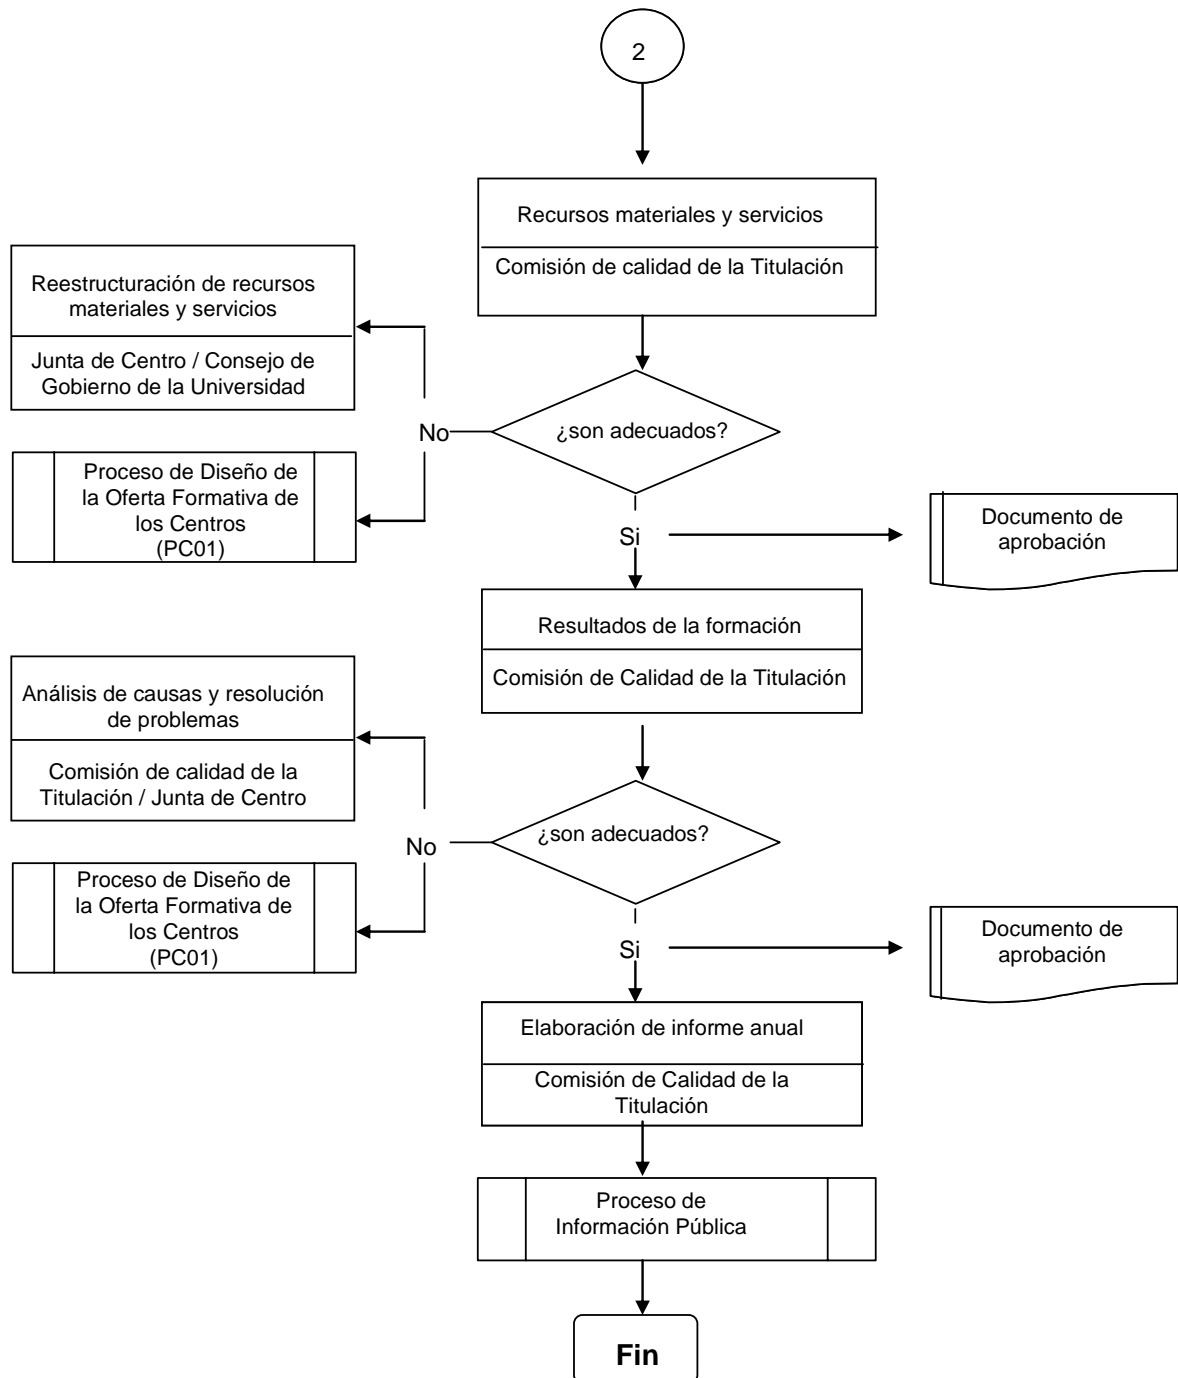 2
Recursos materiales y servicios
Comisión de calidad de la Titulación
Reestructuración de recursos
materiales y servicios
Junta de Centro / Consejo de
Gobierno de la Universidad
¿son adecuados?
No
Proceso de Diseño de
la Oferta Formativa de
los Centros
(PC01)
Si
Documento de
aprobación
Resultados de la formación
Comisión de Calidad de la Titulación
Análisis de causas y resolución
de problemas
Comisión de calidad de la
Titulación / Junta de Centro
¿son adecuados?
No
Proceso de Diseño de
la Oferta Formativa de
los Centros
(PC01)
Si
Documento de
aprobación
Elaboración de informe anual
Comisión de Calidad de la
Titulación
Proceso de
Información Pública
Fin